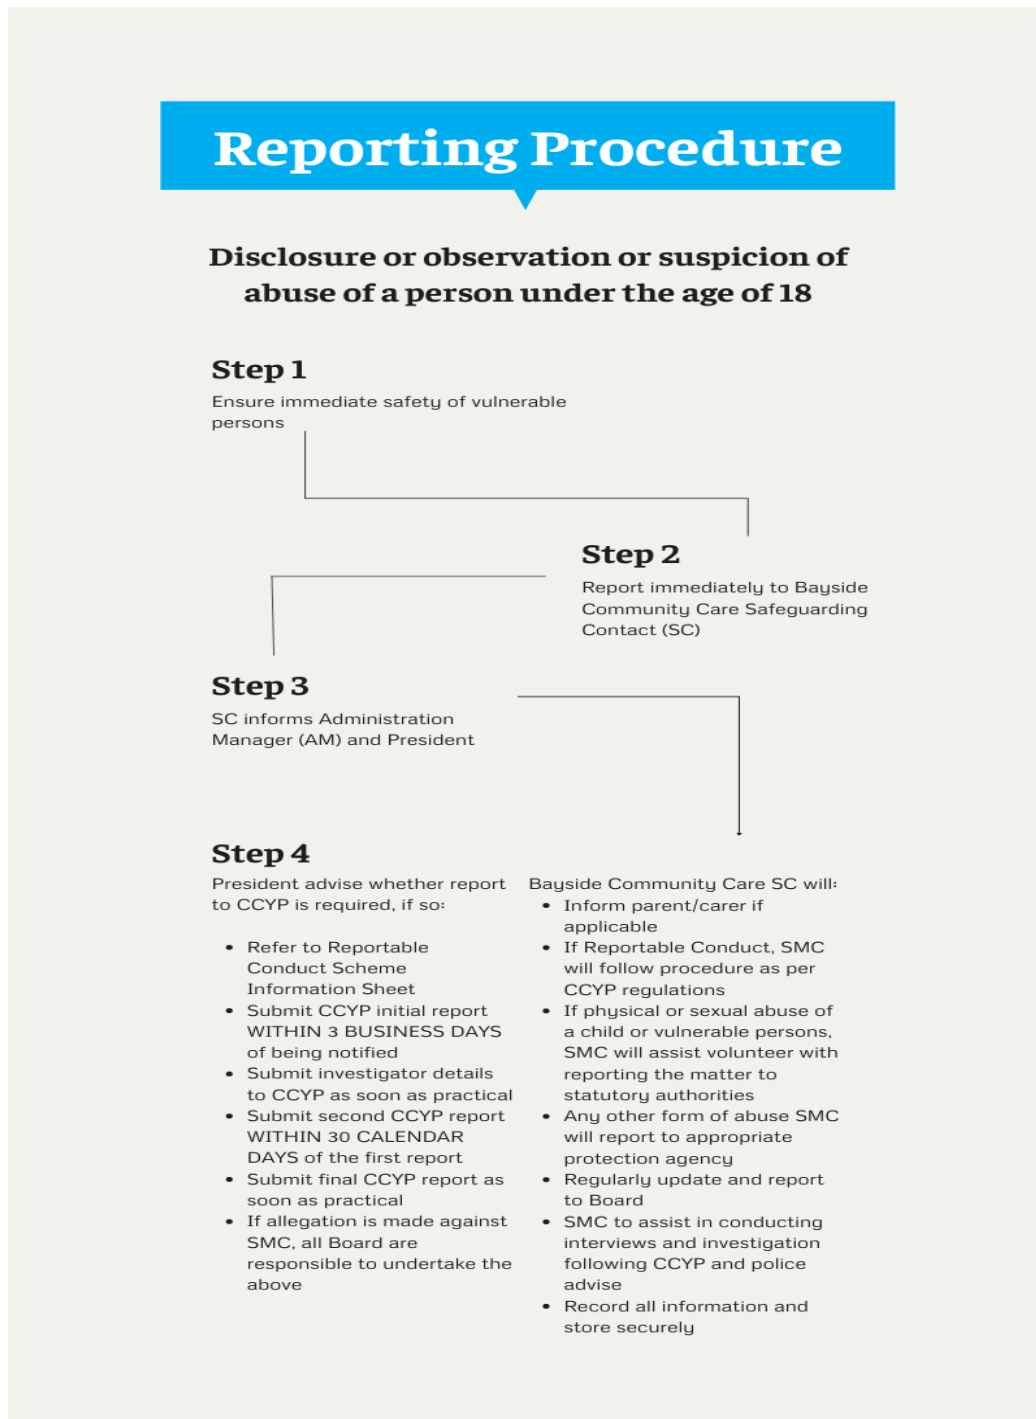 Reporting Procedure
Disclosure or observation or suspicion of
abuse of a person under the age of 18
Step 1
Ensure immediate safety of vulnerable
persons
Step 2
Report immediately to Bayside
Community Care Safeguarding
Contact (SC)
Step 3
SC informs Administration
Manager (AM) and President
Step 4
President advise whether report
to CCYP is required, if so:
• Refer to Reportable
Conduct Scheme
Information Sheet
• Submit CCYP initial report
WITHIN 3 BUSINESS DAYS
of being notified
• Submit investigator details
to CCYP as soon as practical
• Submit second CCYP report
WITHIN 30 CALENDAR
DAYS of the first report
• Submit final CCYP report as
soon as practical
• If allegation is made against
SMC, all Board are
responsible to undertake the
above
Bayside Community Care SC will:
• Inform parent/carer if
applicable
• If Reportable Conduct, SMC
will follow procedure as per
CCYP regulations
• If physical or sexual abuse of
a child or vulnerable persons,
SMC will assist volunteer with
reporting the matter to
statutory authorities
• Any other form of abuse SMC
will report to appropriate
protection agency
• Regularly update and report
to Board
• SMC to assist in conducting
interviews and investigation
following CCYP and police
advise
• Record all information and
store securely